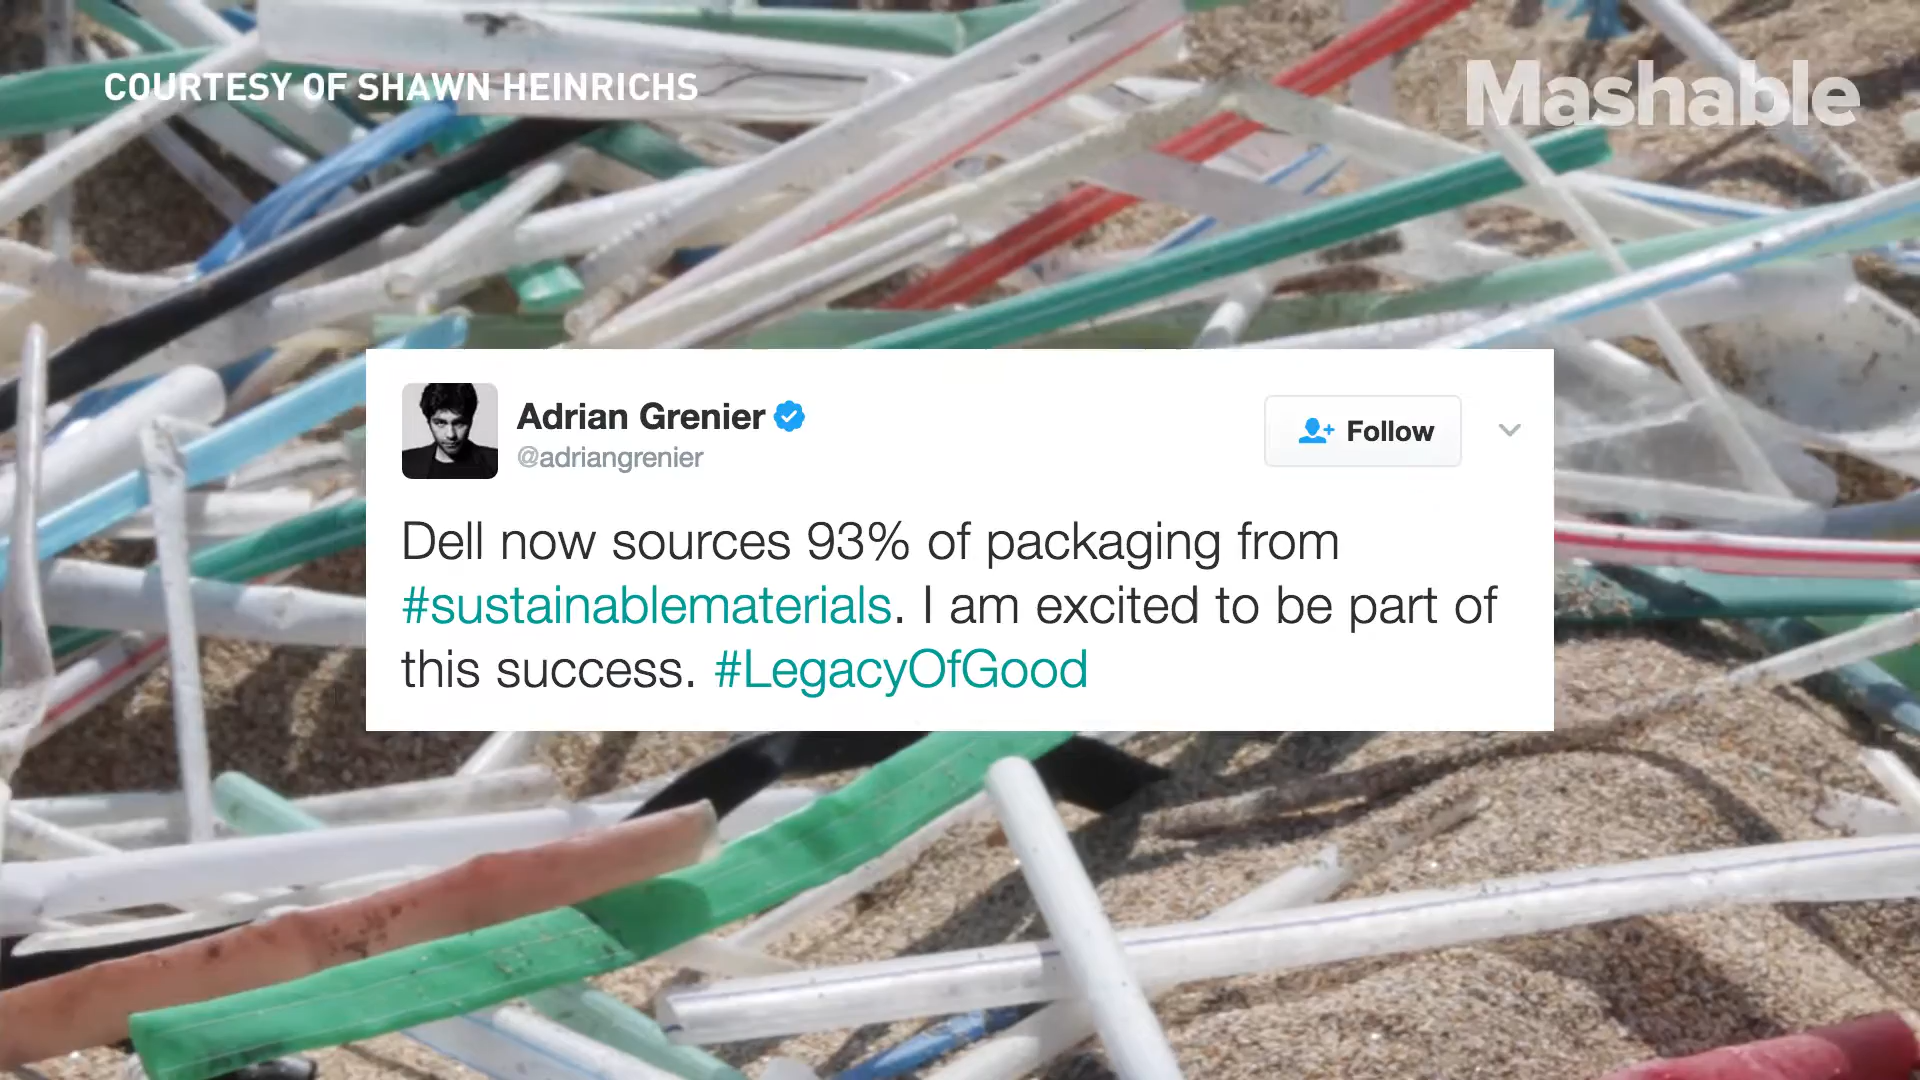 COURTESY OF SHAWN HEINRICHS
Mashable
Adrian Grenier
@adriangrenier
Follow
Dell now sources 93% of packaging from
#sustainablematerials. I am excited to be part of
this success. #LegacyOfGood